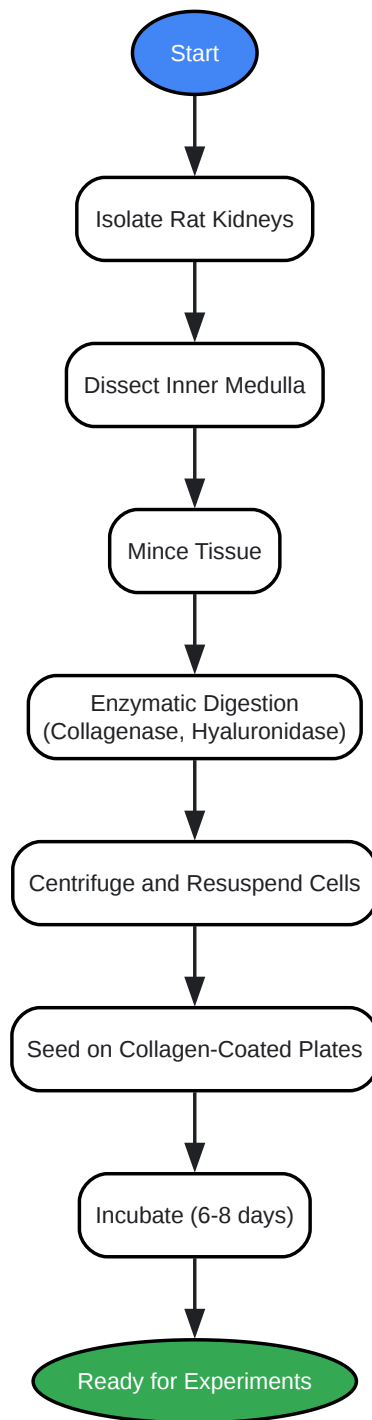 Start
Isolate Rat Kidneys
Dissect Inner Medulla
Mince Tissue
Enzymatic Digestion
(Collagenase, Hyaluronidase)
Centrifuge and Resuspend Cells
Seed on Collagen-Coated Plates
Incubate (6-8 days)
Ready for Experiments